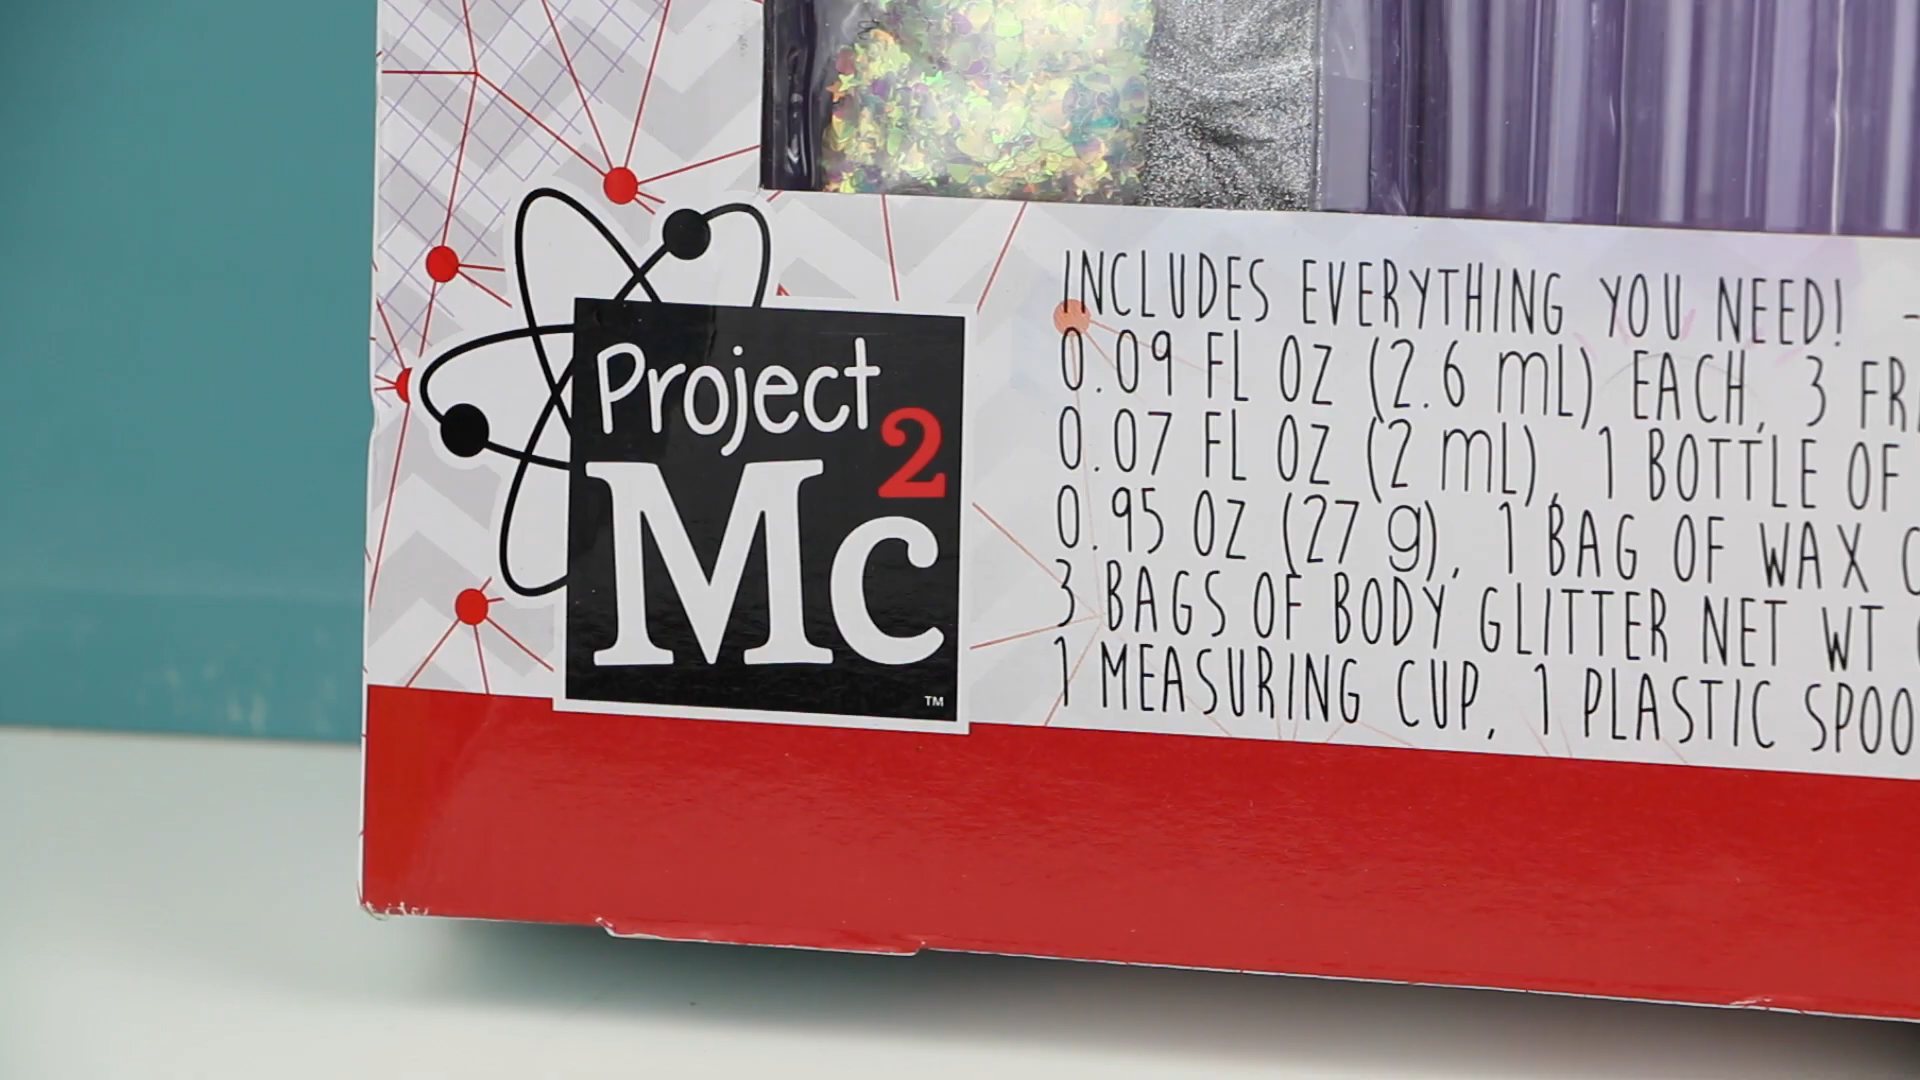 Project
Mc2
™
INCLUDES EVERYTHING YOU NEED! -
0.09 FL OZ (2.6 mL) EACH, 3
0.07 FL OZ (2 mL), 1 BOTTLE OF
0.95 OZ (27 g), 1 BAG OF WAX
3 BAGS OF BODY GLITTER NET WT
1 MEASURING CUP, 1 PLASTIC